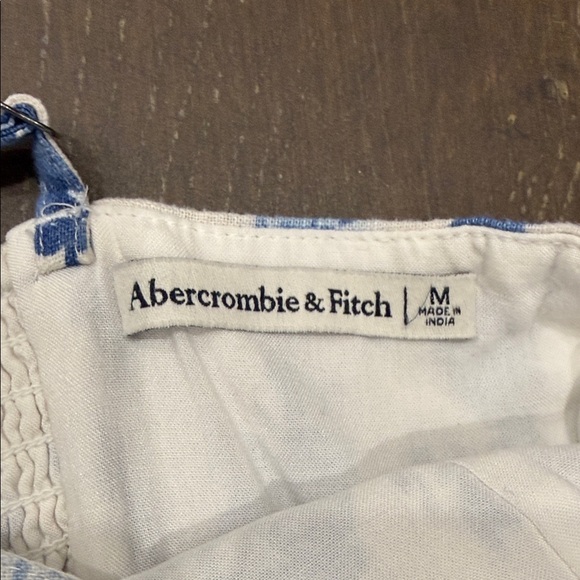 Abercrombie & Fitch | M
MADE IN
INDIA